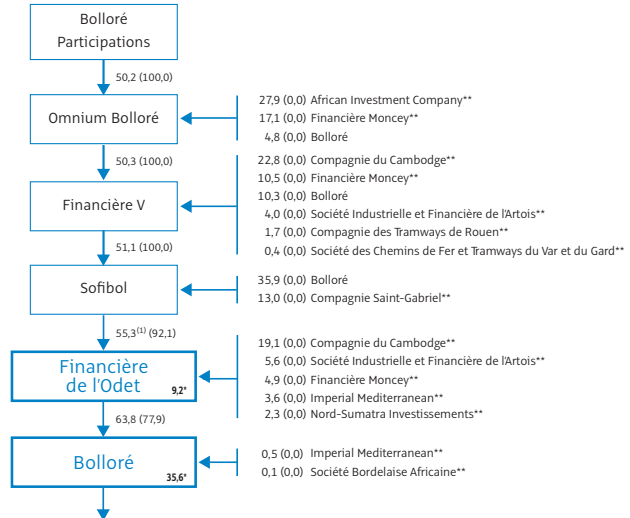 Bolloré
Participations
50,2 (100,0)
Omnium Bolloré
27,9 (0,0) African Investment Company**
17,1 (0,0) Financière Moncey**
4,8 (0,0) Bolloré
50,3 (100,0)
Financière V
22,8 (0,0) Compagnie du Cambodge**
10,5 (0,0) Financière Moncey**
10,3 (0,0) Bolloré
4,0 (0,0) Société Industrielle et Financière de l'Artois**
1,7 (0,0) Compagnie des Tramways de Rouen**
0,4 (0,0) Société des Chemins de Fer et Tramways du Var et du Gard**
51,1 (100,0)
Sofibol
35,9 (0,0) Bolloré
13,0 (0,0) Compagnie Saint-Gabriel**
55,3(1) (92,1)
Financière
de l'Odet
9,2*
19,1 (0,0) Compagnie du Cambodge**
5,6 (0,0) Société Industrielle et Financière de l'Artois**
4,9 (0,0) Financière Moncey**
3,6 (0,0) Imperial Mediterranean**
2,3 (0,0) Nord-Sumatra Investissements**
63,8 (77,9)
Bolloré
35,6*
0,5 (0,0) Imperial Mediterranean**
0,1 (0,0) Société Bordelaise Africaine**